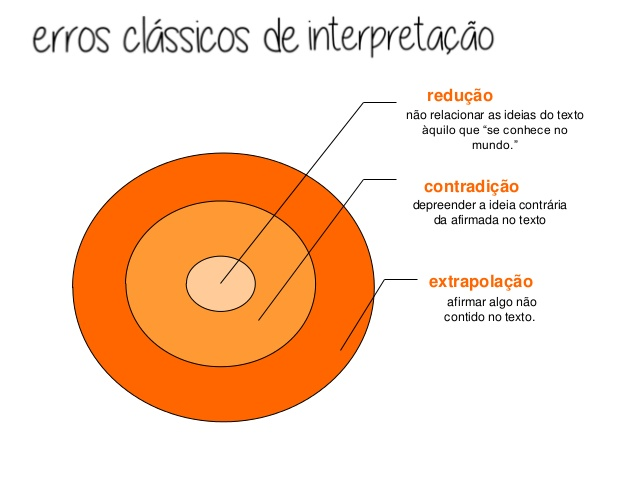 erros clássicos de interpretação
redução
não relacionar as ideias do texto
àquilo que “se conhece no
mundo.”
contradição
depreender a ideia contrária
da afirmada no texto
extrapolação
afirmar algo não
contido no texto.